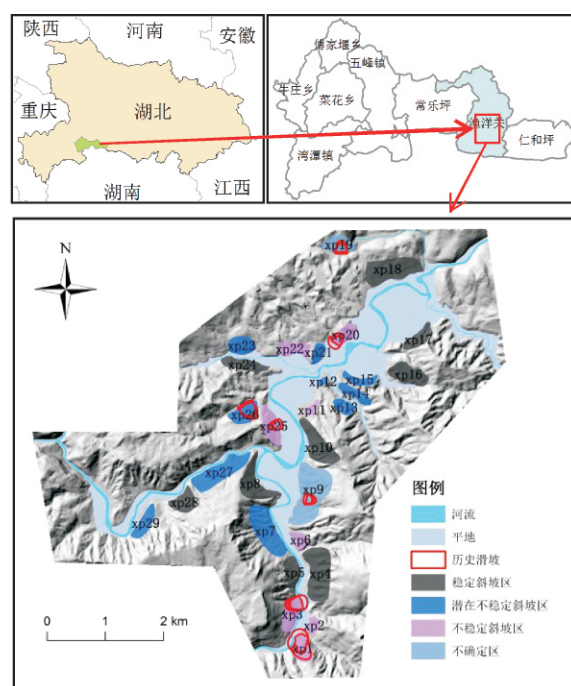 陕西
河南
安徽
重庆
湖北
湖南
江西
傅家堰乡
五峰镇
牛庄乡
菜花乡
常乐坪
渔洋关
仁和坪
湾潭镇
N
xp19
xp18
xp20
xp17
xp23
xp22
xp21
xp24
xp16
xp12
xp15
xp14
xp11
xp13
xp26
xp25
xp10
xp27
xp8
xp9
xp28
xp29
xp7
xp6
xp5
xp4
xp3
xp2
xp1
图例
河流
平地
历史滑坡
稳定斜坡区
潜在不稳定斜坡区
不稳定斜坡区
不确定区
0
1
2 km